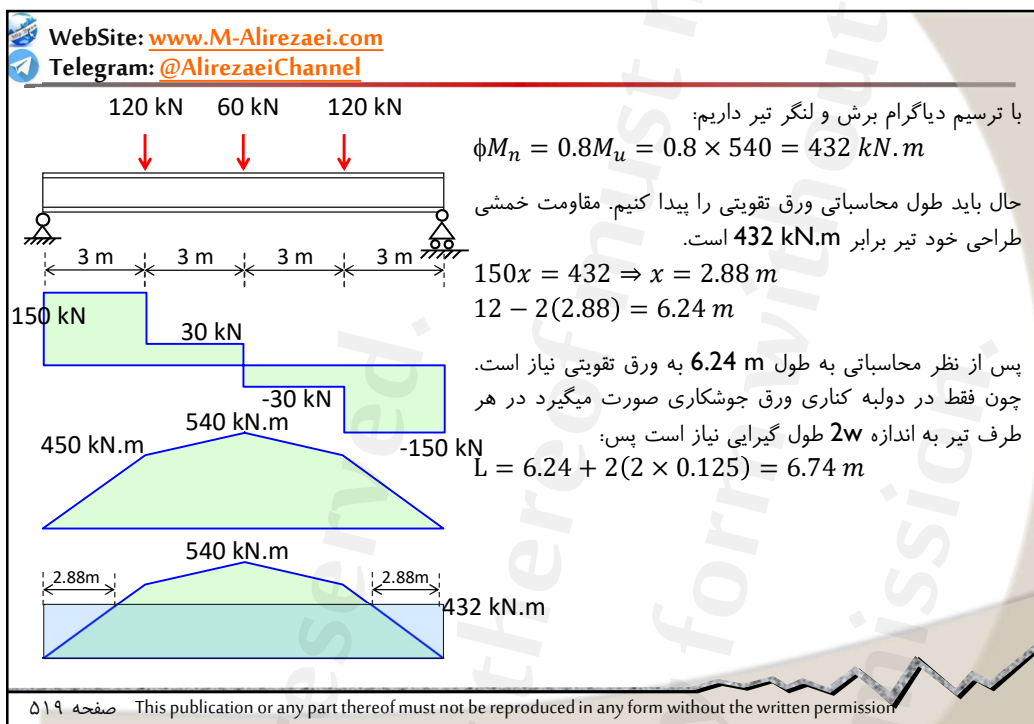 WebSite: www.M-Alirezaei.com
Telegram: @AlirezaeiChannel
120 kN 60 kN 120 kN
3 m 3 m 3 m 3 m
150 kN
30 kN
-30 kN
-150 kN
540 kN.m
450 kN.m
540 kN.m
2.88m 2.88m
432 kN.m
با ترسیم دیاگرام برش و لنگر تیر داریم:
ϕMₙ = 0.8Mᵤ = 0.8 × 540 = 432 kN.m
حال باید طول محاسباتی ورق تقویتی را پیدا کنیم. مقاومت خمشی
طراحی خود تیر برابر 432 kN.m است.
150x = 432 ⇒ x = 2.88 m
12 − 2(2.88) = 6.24 m
پس از نظر محاسباتی به طول 6.24 m به ورق تقویتی نیاز است.
چون فقط در دولبه کناری ورق جوشکاری صورت میگیرد در هر
طرف تیر به اندازه 2w طول گیرایی نیاز است پس:
L = 6.24 + 2(2 × 0.125) = 6.74 m
صفحه ۵۱۹ This publication or any part thereof must not be reproduced in any form without the written permission